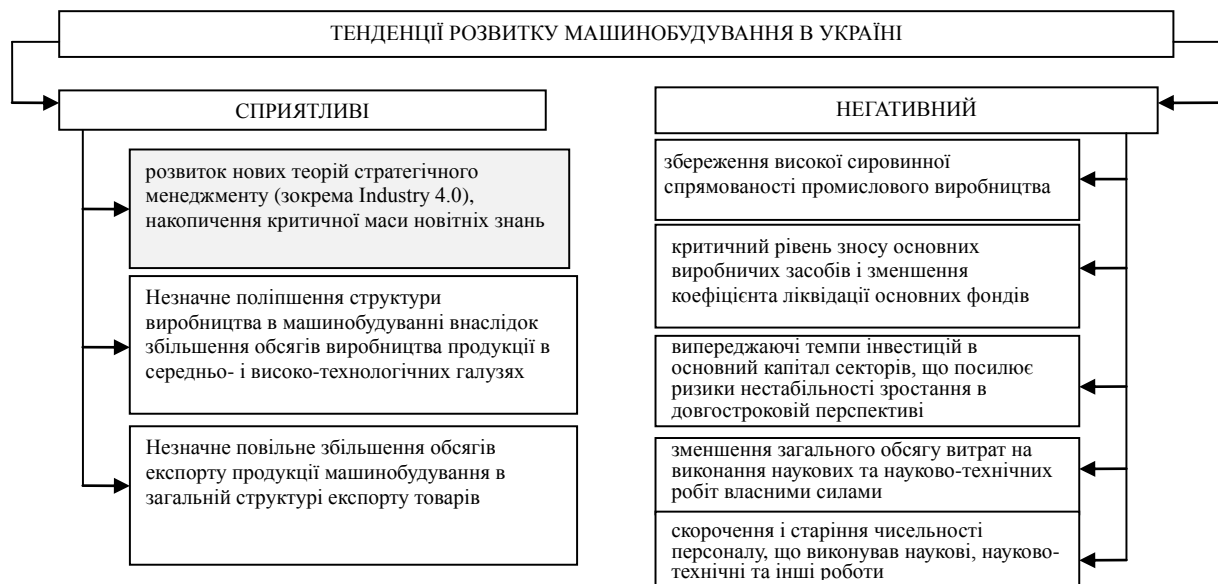 ТЕНДЕНЦІЇ РОЗВИТКУ МАШИНОБУДУВАННЯ В УКРАЇНІ
СПРИЯТЛИВІ
розвиток нових теорій стратегічного
менеджменту (зокрема Industry 4.0),
накопичення критичної маси новітніх знань
Незначне поліпшення структури
виробництва в машинобудуванні внаслідок
збільшення обсягів виробництва продукції в
середньо- і високо-технологічних галузях
Незначне повільне збільшення обсягів
експорту продукції машинобудування в
загальній структурі експорту товарів
НЕГАТИВНИЙ
збереження високої сировинної
спрямованості промислового виробництва
критичний рівень зносу основних
виробничих засобів і зменшення
коефіцієнта ліквідації основних фондів
випереджаючі темпи інвестицій в
основний капітал секторів, що посилює
ризики нестабільності зростання в
довгостроковій перспективі
зменшення загального обсягу витрат на
виконання наукових та науково-технічних
робіт власними силами
скорочення і старіння чисельності
персоналу, що виконував наукові, науково-
технічні та інші роботи